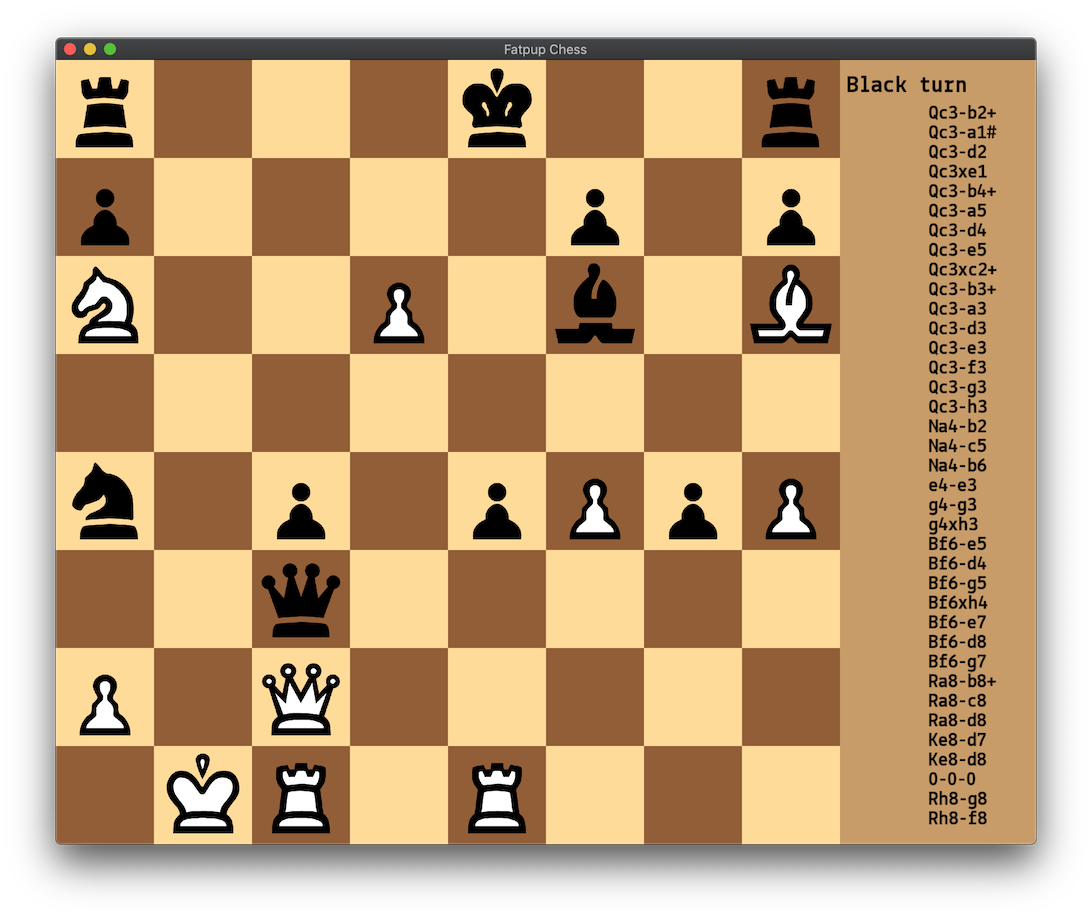 Fatpup Chess
Black turn
Qc3-b2+
Qc3-a1#
Qc3-d2
Qc3xe1
Qc3-b4+
Qc3-a5
Qc3-d4
Qc3-e5
Qc3xc2+
Qc3-b3+
Qc3-a3
Qc3-d3
Qc3-e3
Qc3-f3
Qc3-g3
Qc3-h3
Na4-b2
Na4-c5
Na4-b6
e4-e3
g4-g3
g4xh3
Bf6-e5
Bf6-d4
Bf6-g5
Bf6xh4
Bf6-e7
Bf6-d8
Bf6-g7
Ra8-b8+
Ra8-c8
Ra8-d8
Ke8-d7
Ke8-d8
0-0-0
Rh8-g8
Rh8-f8